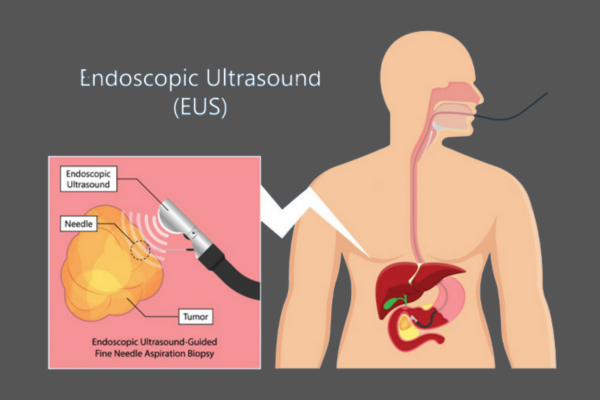 Endoscopic Ultrasound
(EUS)
Endoscopic
Ultrasound
Needle
Tumor
Endoscopic Ultrasound-Guided
Fine Needle Aspiration Biopsy